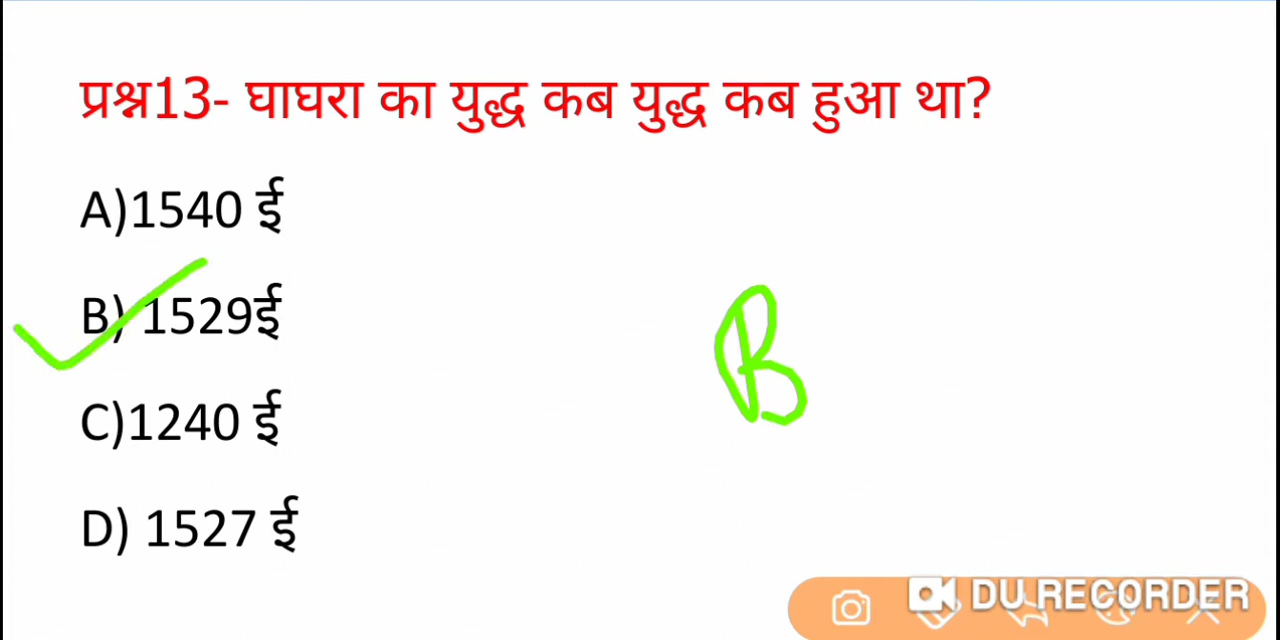 प्रश्न13- घाघरा का युद्ध कब युद्ध कब हुआ था?
A)1540 ई
B) 1529ई
B
C)1240 ई
D) 1527 ई
DU RECORDER